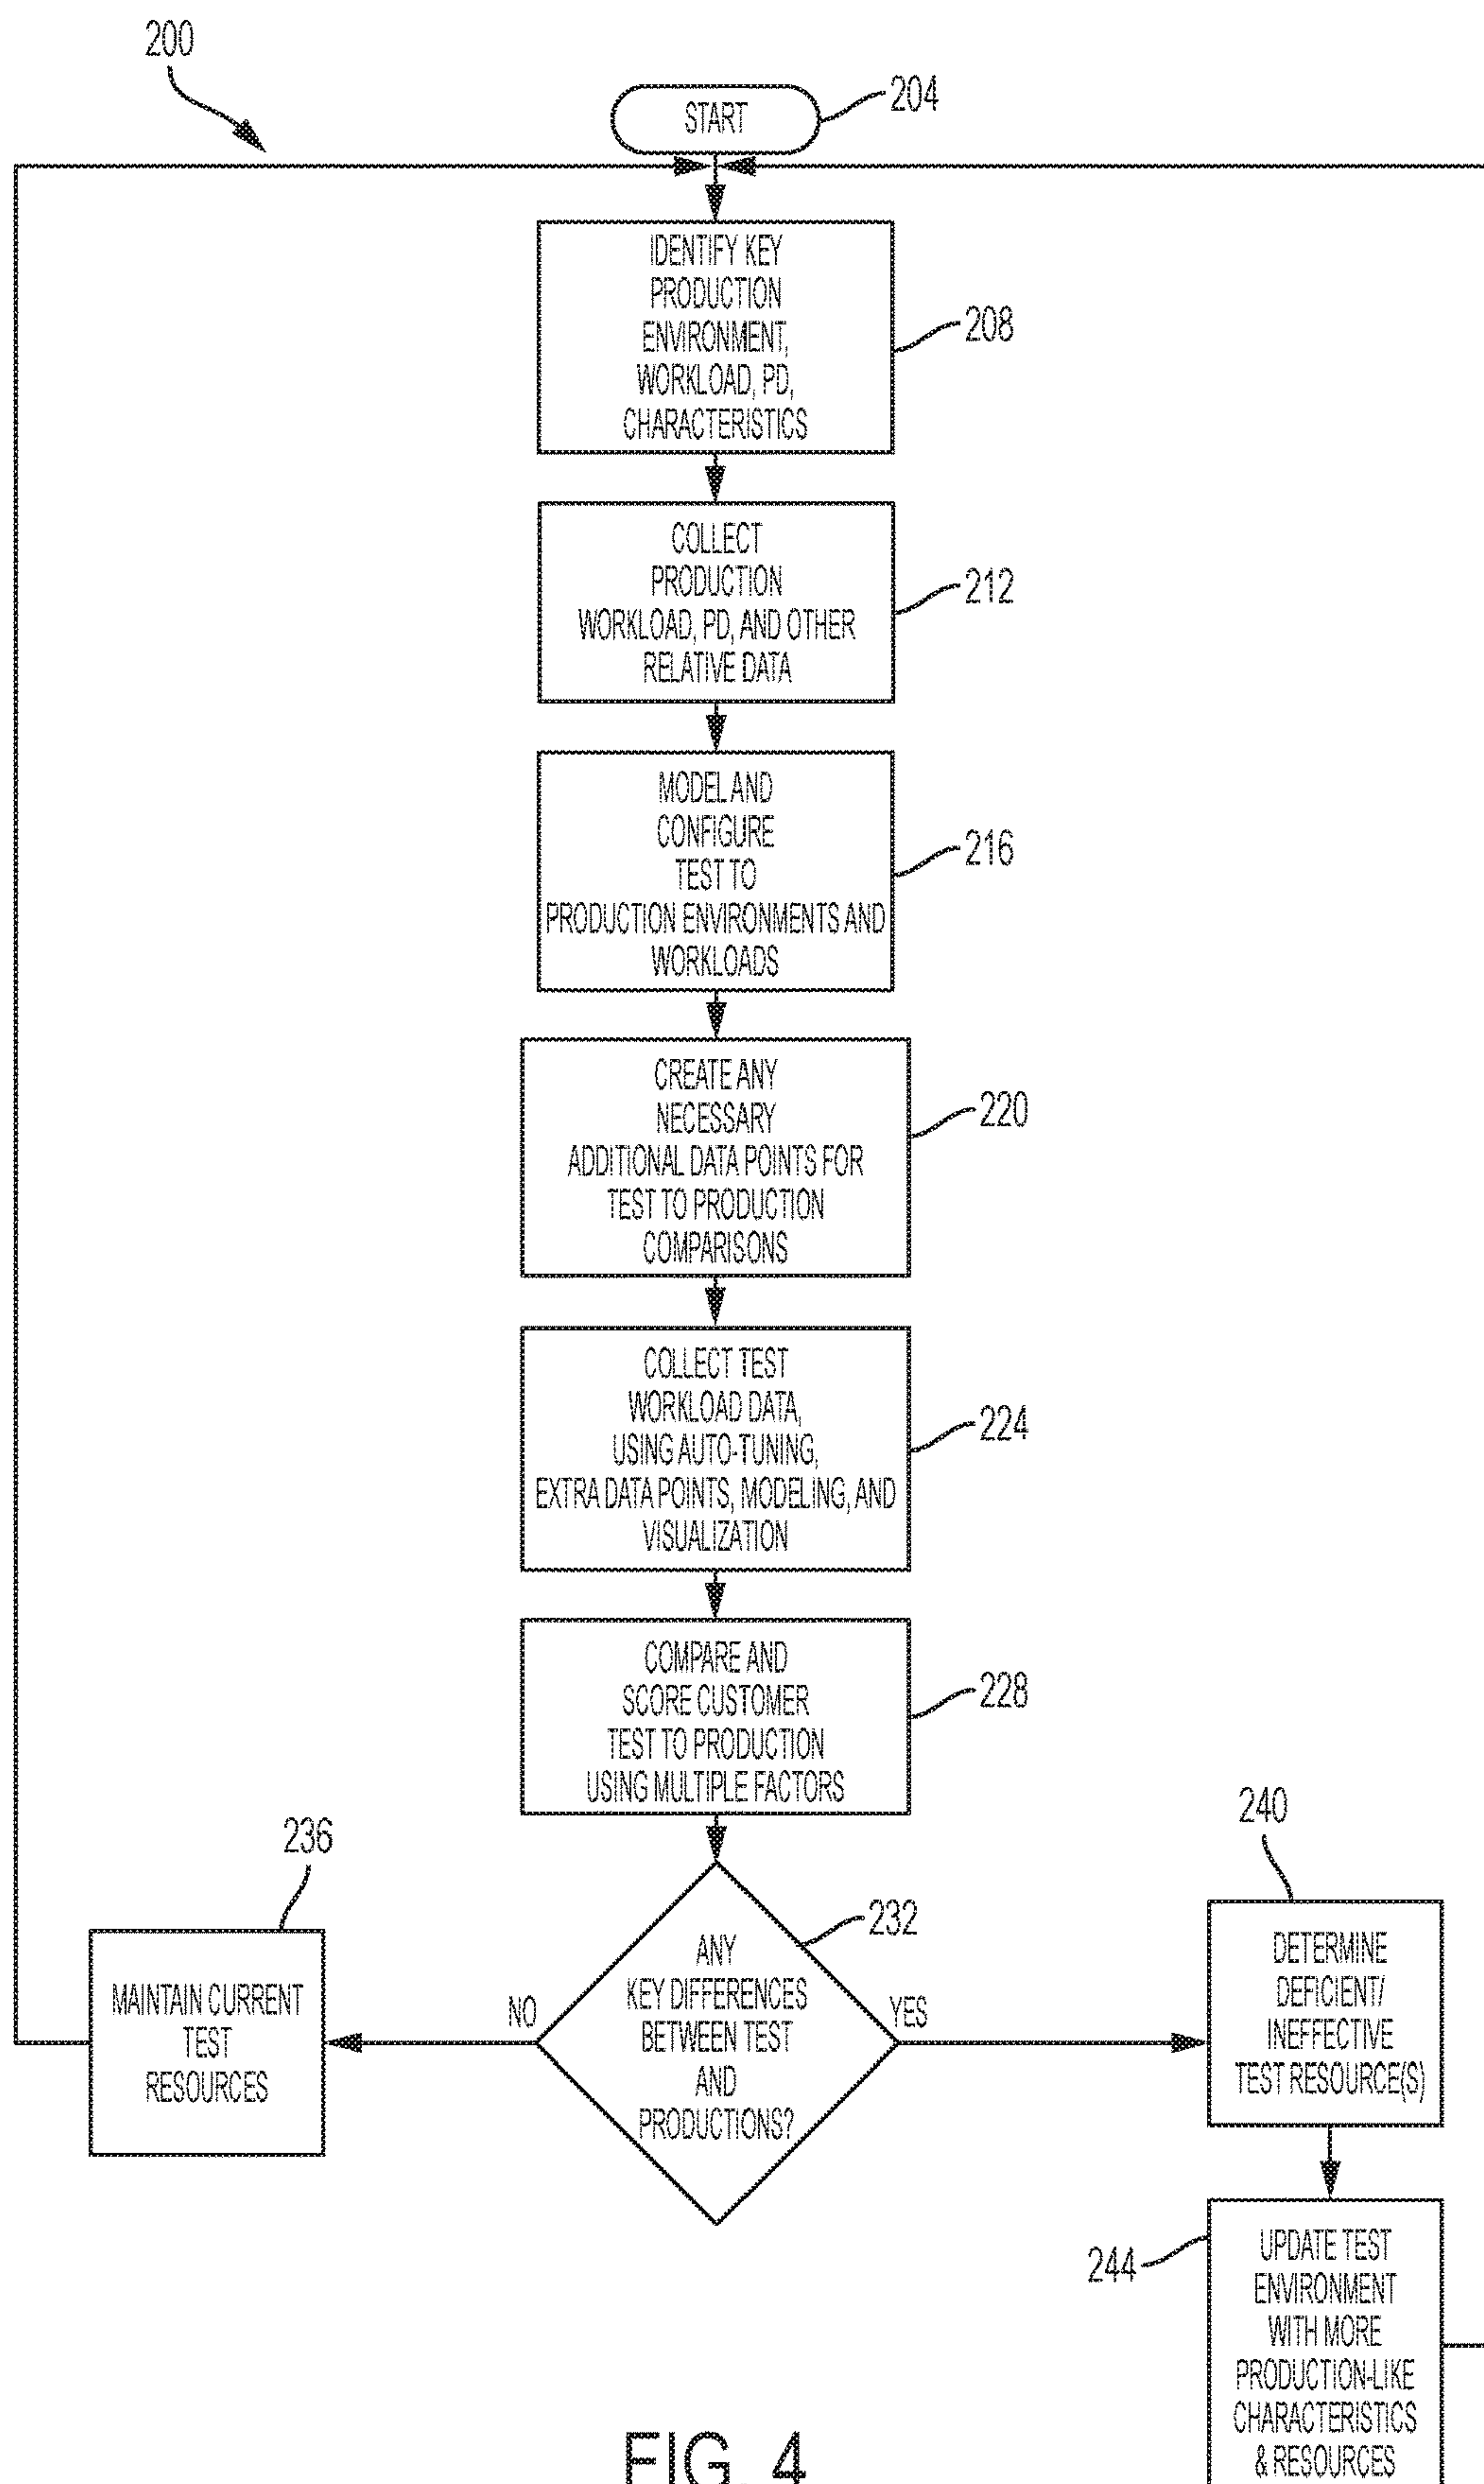 200
START
204
IDENTIFY KEY
PRODUCTION
ENVIRONMENT,
WORKLOAD, PD,
CHARACTERISTICS
208
COLLECT
PRODUCTION
WORKLOAD, PD, AND OTHER
RELATIVE DATA
212
MODEL AND
CONFIGURE
TEST TO
PRODUCTION ENVIRONMENTS AND
WORKLOADS
216
CREATE ANY
NECESSARY
ADDITIONAL DATA POINTS FOR
TEST TO PRODUCTION
COMPARISONS
220
COLLECT TEST
WORKLOAD DATA,
USING AUTO-TUNING,
EXTRA DATA POINTS, MODELING, AND
VISUALIZATION
224
COMPARE AND
SCORE CUSTOMER
TEST TO PRODUCTION
USING MULTIPLE FACTORS
228
ANY
KEY DIFFERENCES
BETWEEN TEST
AND
PRODUCTIONS?
232
NO
YES
236
MAINTAIN CURRENT
TEST
RESOURCES
240
DETERMINE
DEFICIENT/
INEFFECTIVE
TEST RESOURCE(S)
244
UPDATE TEST
ENVIRONMENT
WITH MORE
PRODUCTION-LIKE
CHARACTERISTICS
& RESOURCES
FIG. 4